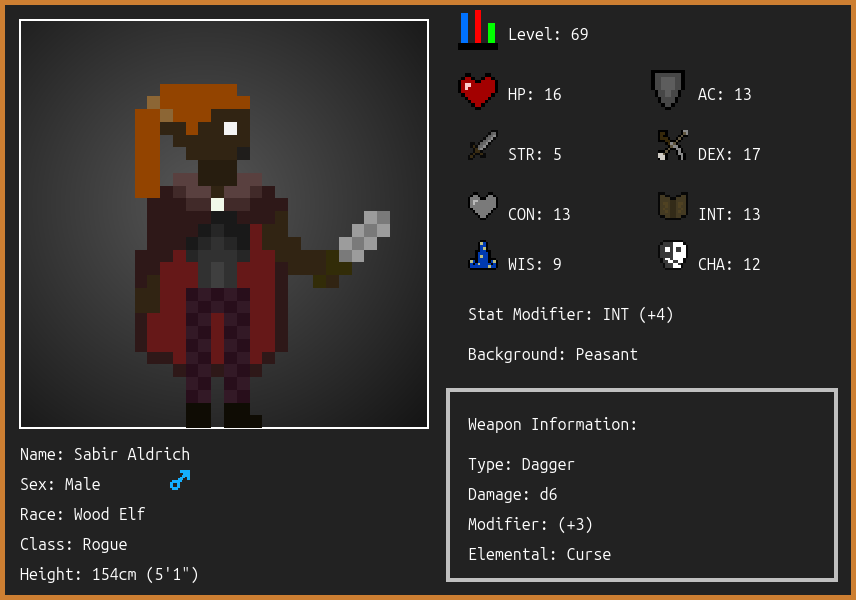 Level: 69
HP: 16
AC: 13
STR: 5
DEX: 17
CON: 13
INT: 13
WIS: 9
CHA: 12
Stat Modifier: INT (+4)
Background: Peasant
Weapon Information:
Type: Dagger
Damage: d6
Modifier: (+3)
Elemental: Curse
Name: Sabir Aldrich
Sex: Male
Race: Wood Elf
Class: Rogue
Height: 154cm (5'1")